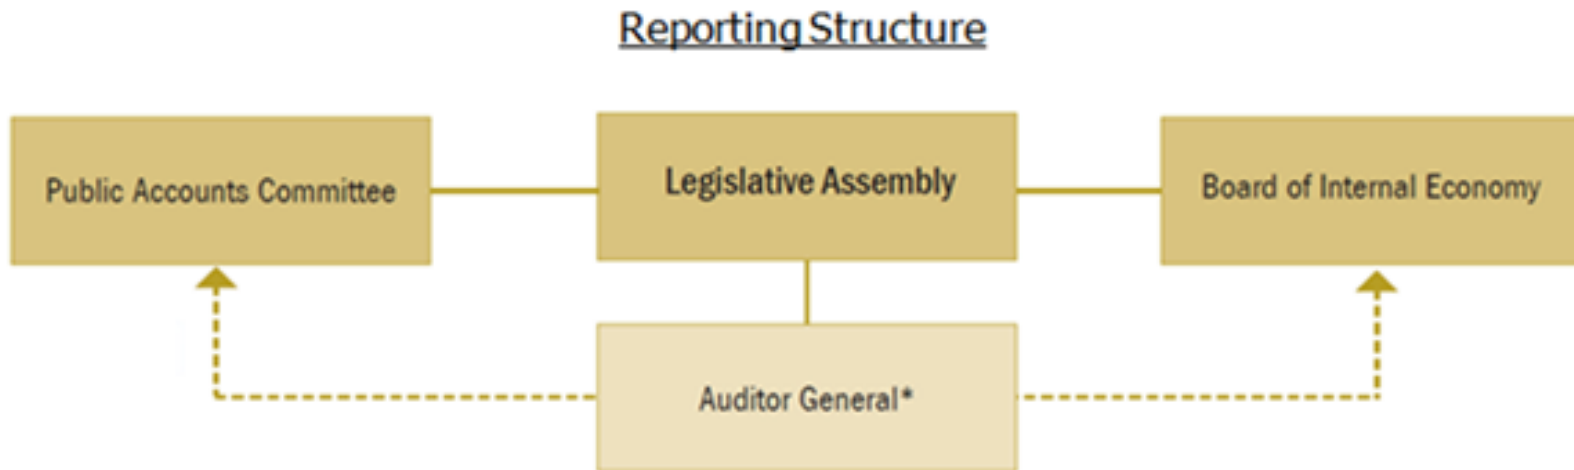 Reporting Structure
Public Accounts Committee
Legislative Assembly
Board of Internal Economy
Auditor General*